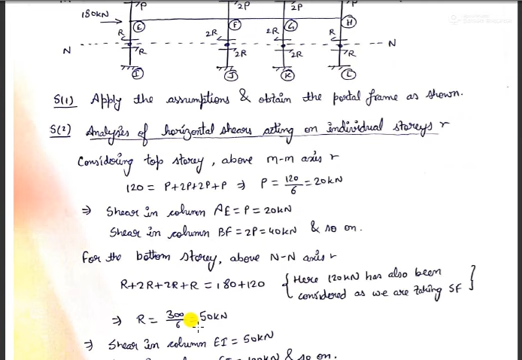 P 2P 2P P
180KN E F G H
R 2R 2R R
N N
R 2R 2R R
I J K L
S(1) Apply the assumptions & obtain the portal frame as shown.
S(2) Analysis of horizontal shears acting on individual storeys r
Considering top storey, above m-m axis r
120 = P+2P+2P+P ⇒ P = 120/6 = 20KN
⇒ Shear in column AE = P = 20KN
Shear in column BF = 2P = 40KN & so on.
For the bottom storey, above N-N axis r
R+2R+2R+R = 180+120 { Here 120KN has also been
considered as we are taking SF }
⇒ R = 300/6 50KN
⇒ Shear in column EI = 50KN
& so on.